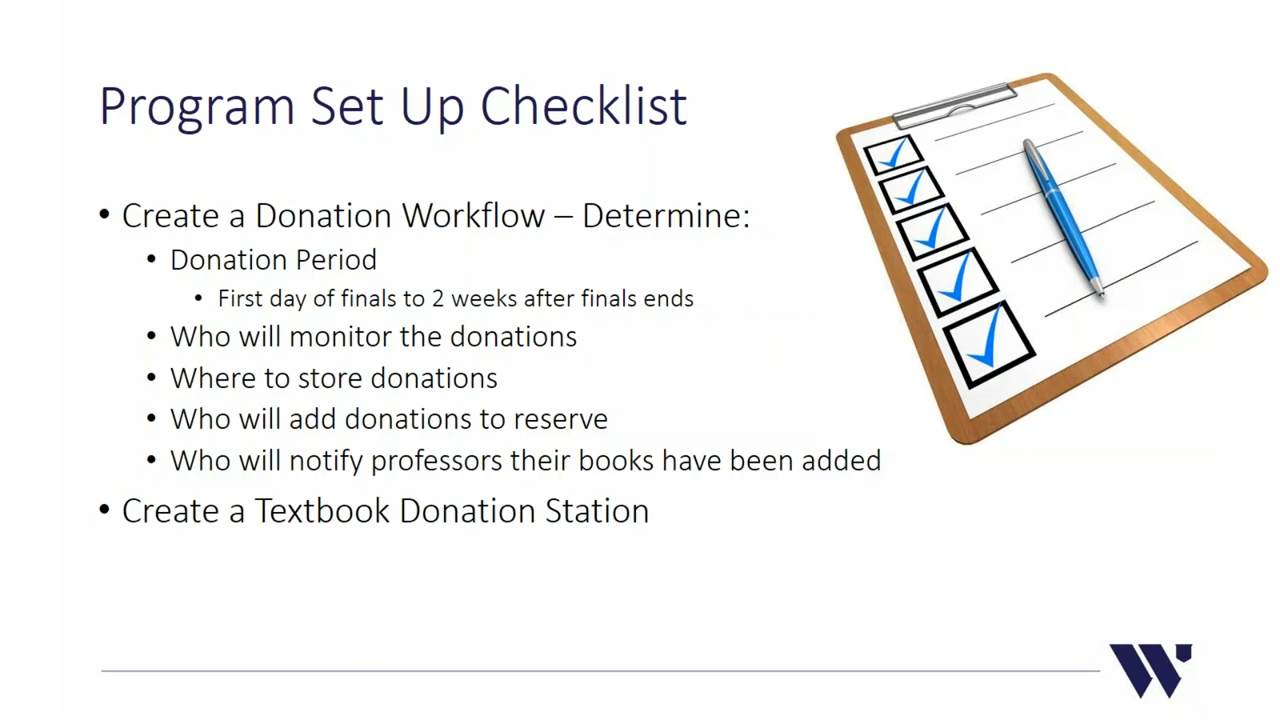 Program Set Up Checklist
• Create a Donation Workflow – Determine:
• Donation Period
• First day of finals to 2 weeks after finals ends
• Who will monitor the donations
• Where to store donations
• Who will add donations to reserve
• Who will notify professors their books have been added
• Create a Textbook Donation Station
W